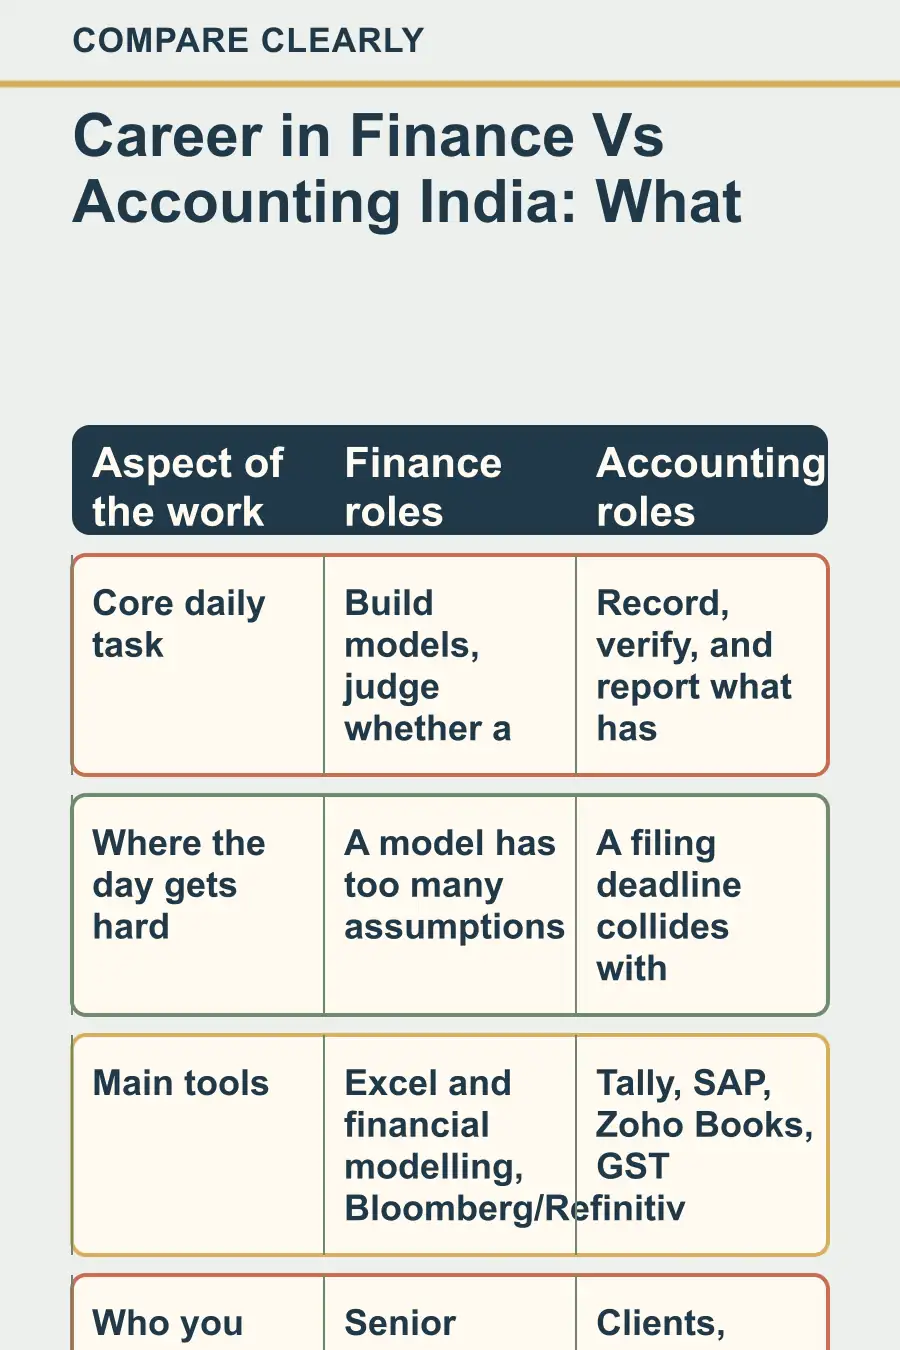 COMPARE CLEARLY
Career in Finance Vs
Accounting India: What
Aspect of
the work
Finance
roles
Accounting
roles
Core daily
task
Build
models,
judge
whether a
Record,
verify, and
report what
has
Where the
day gets
hard
A model has
too many
assumptions
A filing
deadline
collides
with
Main tools
Excel and
financial
modelling,
Bloomberg/Refinitiv
Tally, SAP,
Zoho Books,
GST
Who you
Senior
Clients,